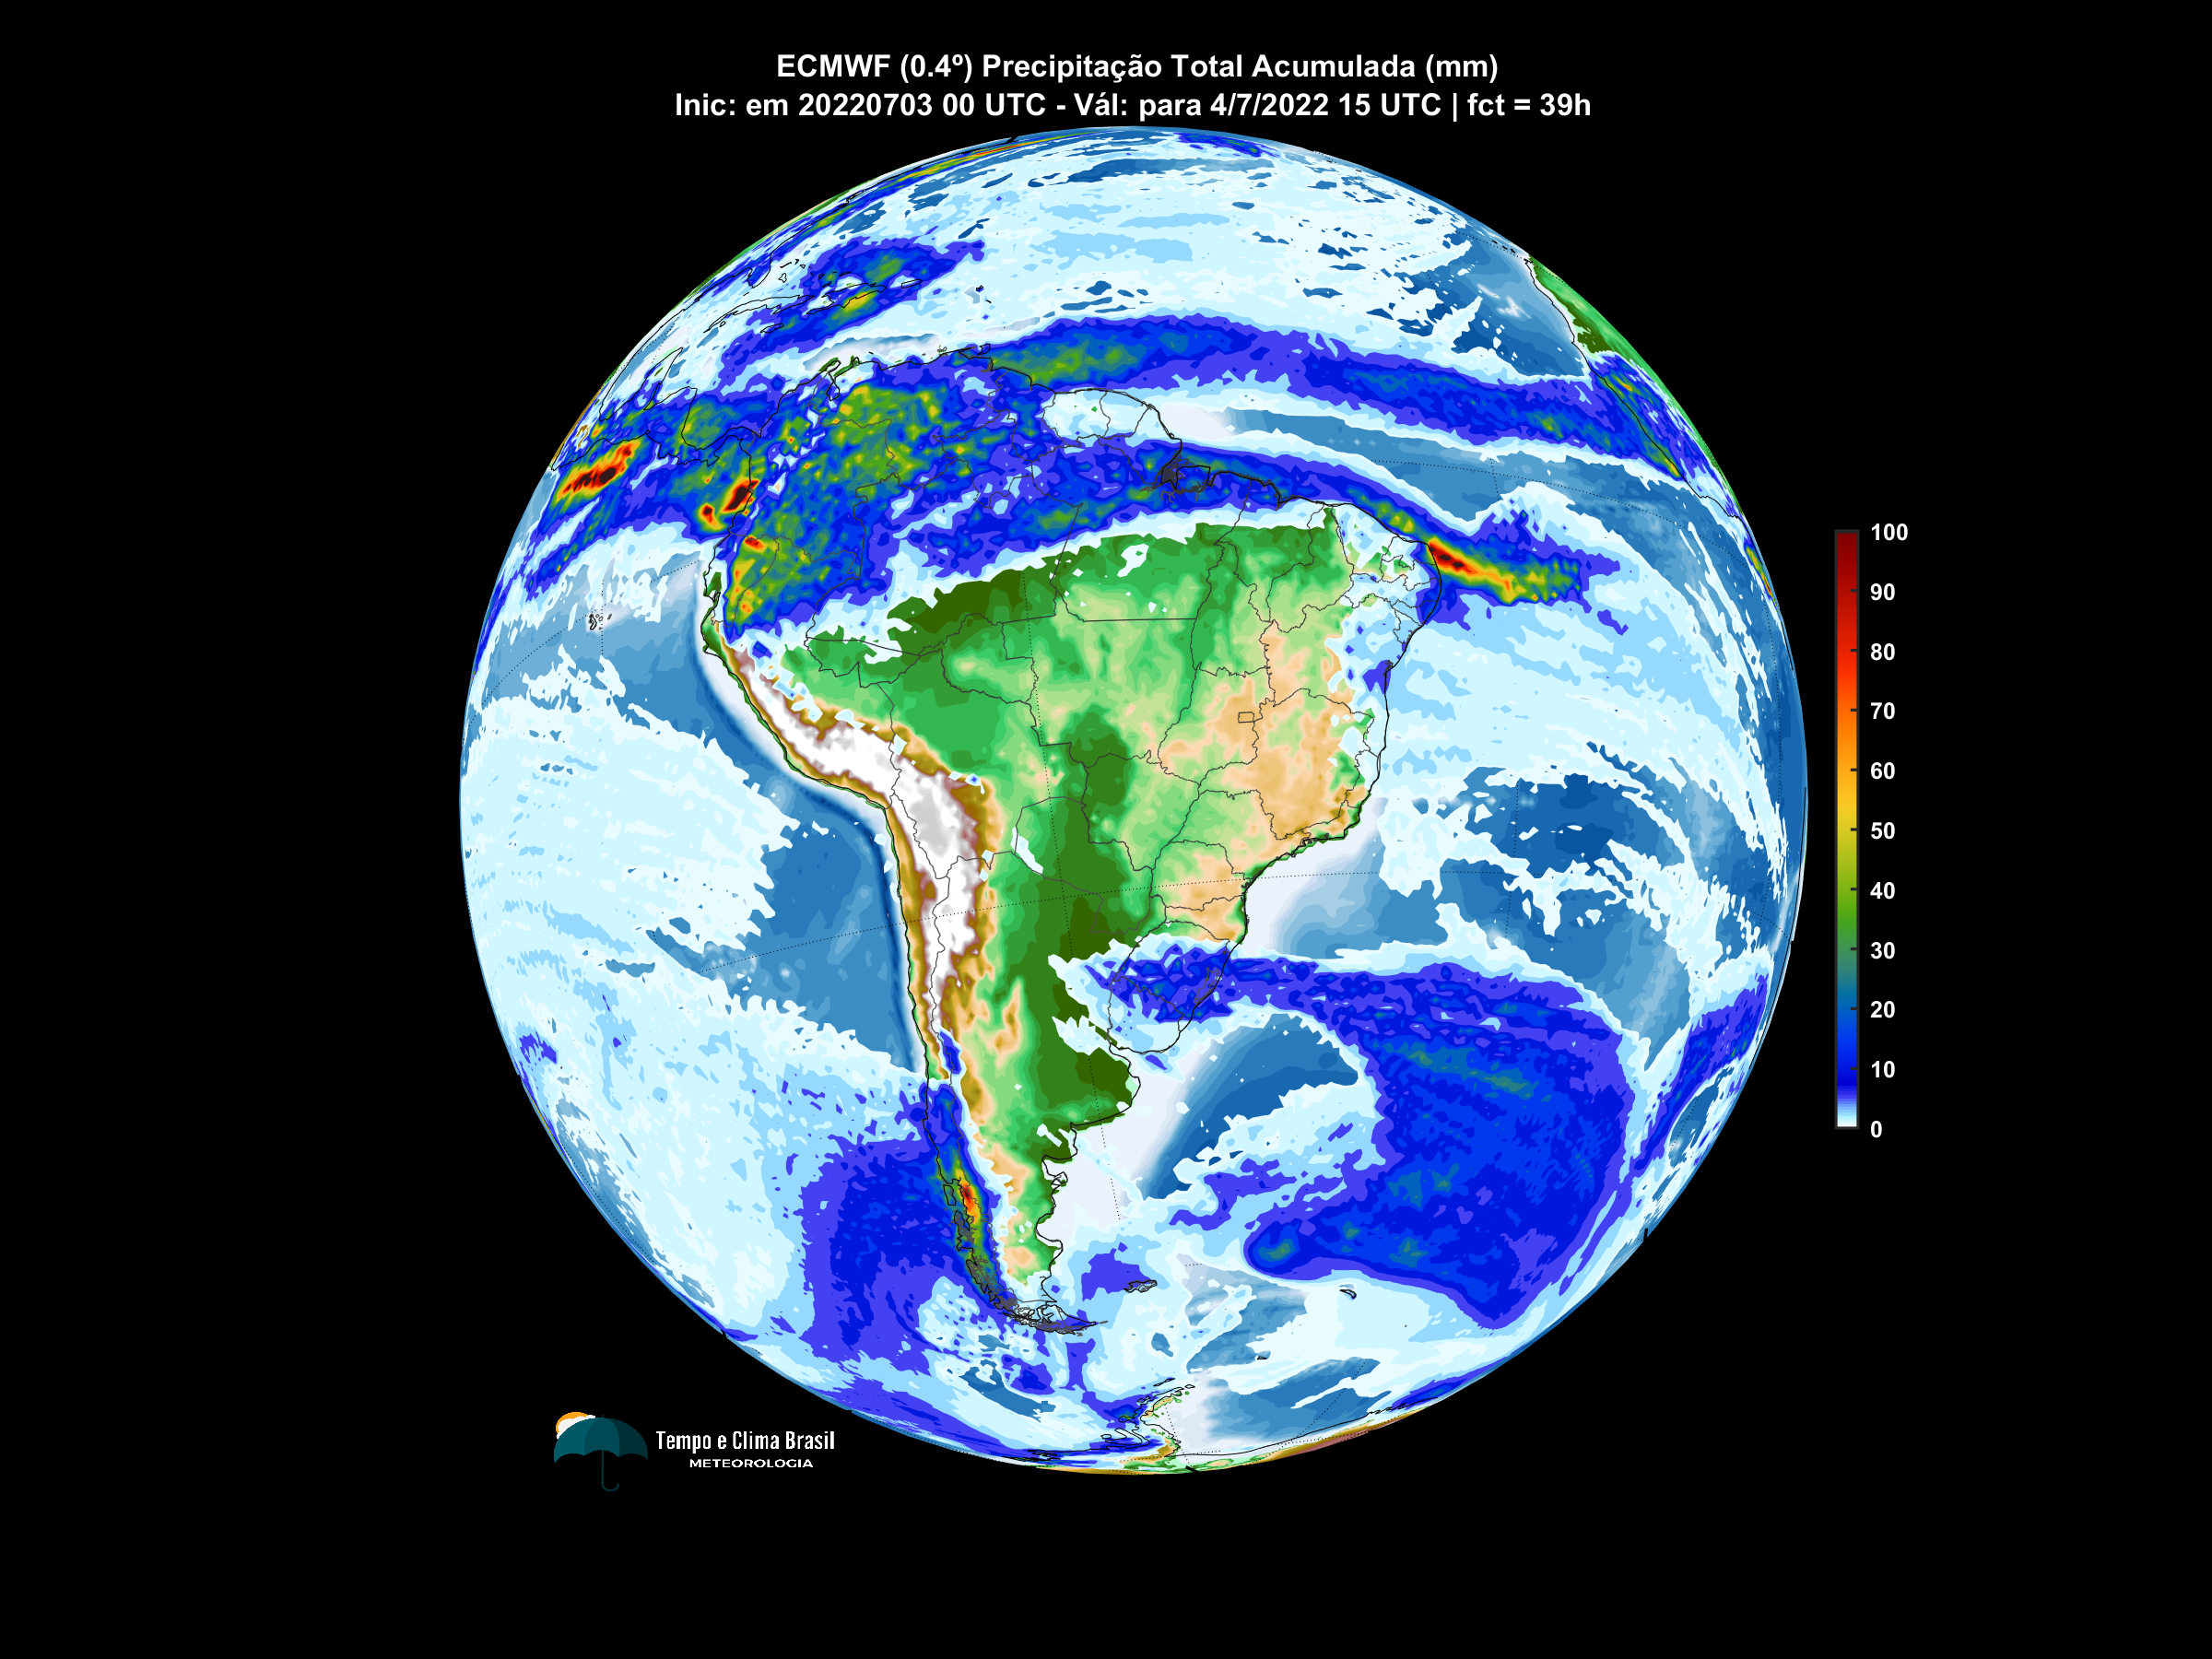 ECMWF (0.4º) Precipitação Total Acumulada (mm)
Inic: em 20220703 00 UTC - Vál: para 4/7/2022 15 UTC | fct = 39h
100
90
80
70
60
50
40
30
20
10
0
Tempo e Clima Brasil
METEOROLOGIA